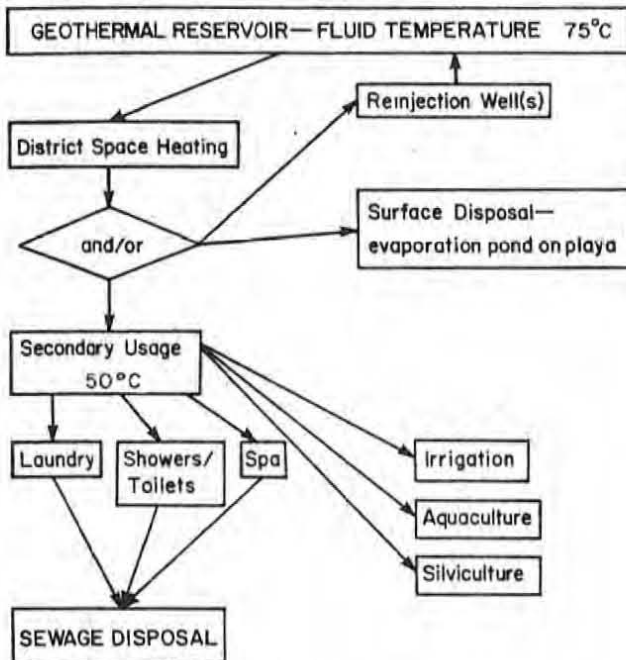 GEOTHERMAL RESERVOIR— FLUID TEMPERATURE 75°C
Reinjection Well(s)
District Space Heating
Surface Disposal—
evaporation pond on playa
and/or
Secondary Usage
50°C
Laundry
Showers/
Toilets
Spa
Irrigation
Aquaculture
Silviculture
SEWAGE DISPOSAL